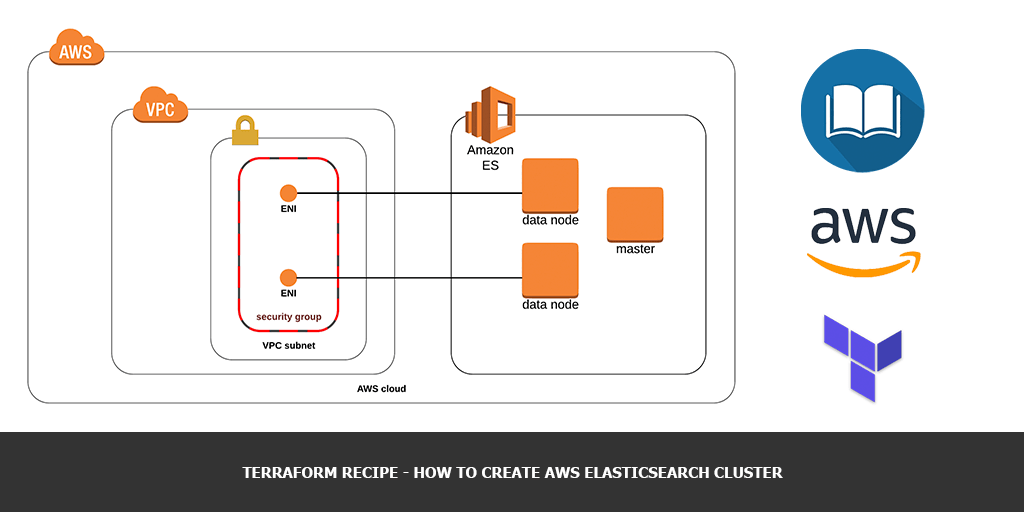 AWS
VPC
Amazon
ES
ENI
data node
master
ENI
data node
security group
VPC subnet
AWS cloud
aws
TERRAFORM RECIPE - HOW TO CREATE AWS ELASTICSEARCH CLUSTER